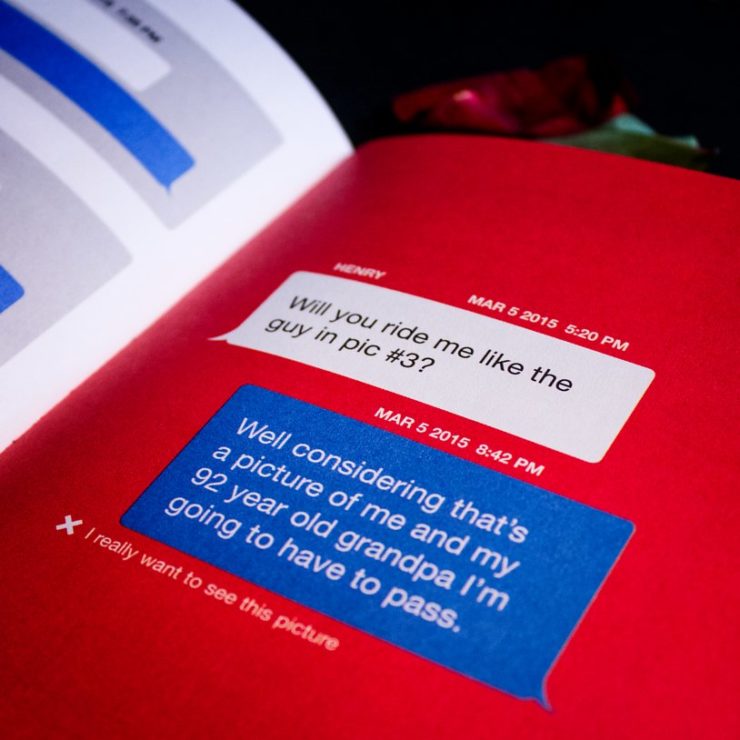 HENRY
MAR 5 2015 5:20 PM
Will you ride me like the
guy in pic #3?
MAR 5 2015 8:42 PM
Well considering that's
a picture of me and my
92 year old grandpa I'm
going to have to pass.
I really want to see this picture